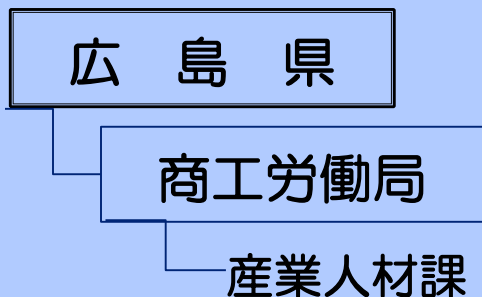 広　島　県
商工労働局
産業人材課